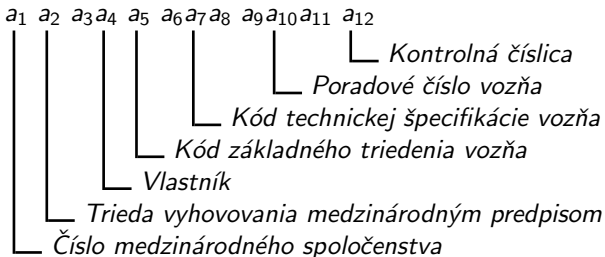 a1 a2 a3a4 a5 a6a7a8 a9a10a11 a12
Kontrolná číslica
Poradové číslo vozňa
Kód technickej špecifikácie vozňa
Kód základného triedenia vozňa
Vlastník
Trieda vyhovovania medzinárodným predpisom
Číslo medzinárodného spoločenstva